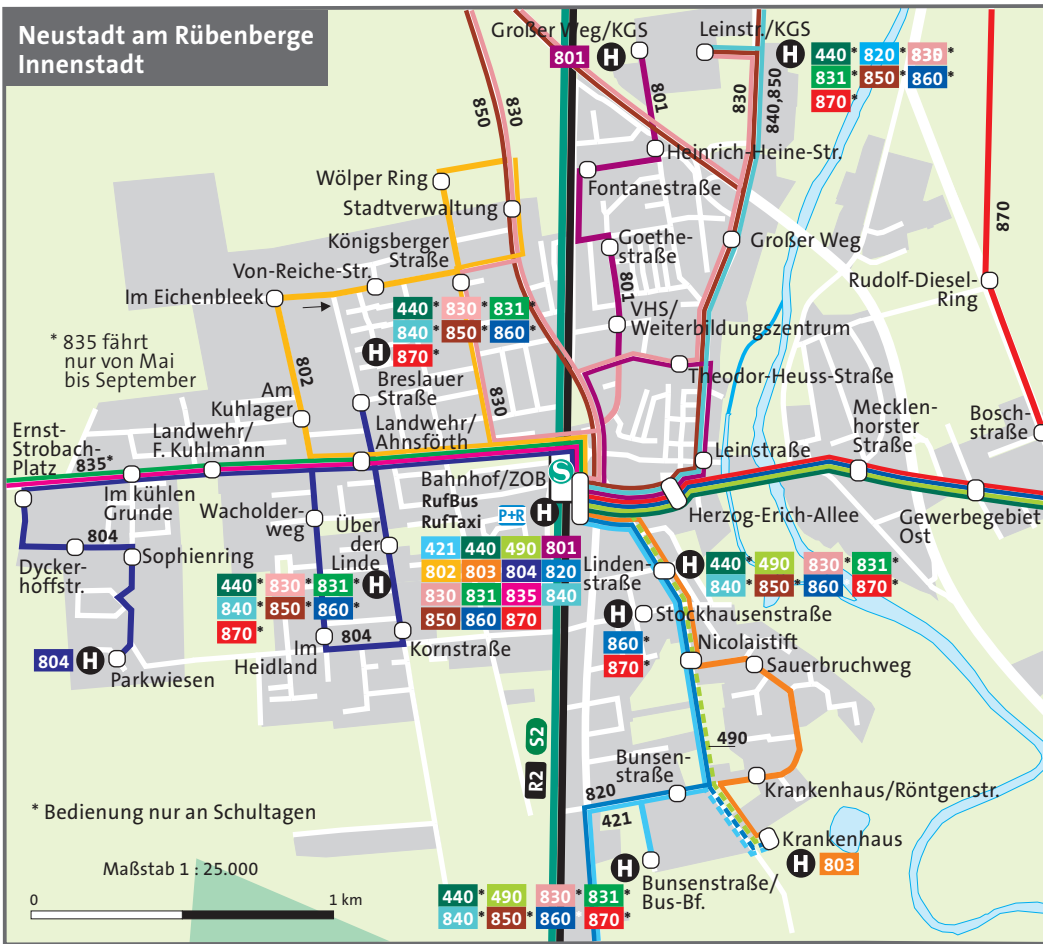 Neustadt am Rübenberge
Innenstadt
Großer Weg/KGS
801
H
Leinstr./KGS
H
440* 820* 830*
831* 850* 860*
870*
850
830
801
830
840,850
870
Heinrich-Heine-Str.
Fontanestraße
Wölper Ring
Stadtverwaltung
Königsberger
Straße
Goethe-
straße
801
Großer Weg
Von-Reiche-Str.
Im Eichenbleek
Rudolf-Diesel-
Ring
VHS/
Weiterbildungszentrum
440* 830* 831*
840* 850* 860*
H 870*
Breslauer
Straße
* 835 fährt
nur von Mai
bis September
802
830
Theodor-Heuss-Straße
Am
Kuhlager
Landwehr/
F. Kuhlmann
Landwehr/
Ahnsförth
Mecklen-
horster
Straße
Bosch-
straße
Ernst-
Strobach-
Platz
835*
Leinstraße
Im kühlen
Grunde
Wacholder-
weg
Über
der
Linde
Bahnhof/ZOB
S
RufBus
RufTaxi
P+R
H
421 440 490 801
802 803 804 820
830 831 835 840
850 860 870
Herzog-Erich-Allee
Gewerbegebiet
Ost
804
Dycker-
hoffstr.
Sophienring
Linden-
straße
H
440* 490 830* 831*
840* 850* 860 870*
440* 830* 831* H
840* 850* 860*
870*
H
Stockhausenstraße
860*
870*
804
Im
Heidland
Kornstraße
Nicolaistift
Sauerbruchweg
804
H
Parkwiesen
S2
R2
490
Bunsen-
straße
820
421
Krankenhaus/Röntgenstr.
* Bedienung nur an Schultagen
Krankenhaus
H 803
Maßstab 1 : 25.000
0
1 km
H
Bunsenstraße/
Bus-Bf.
440* 490 830* 831*
840* 850* 860 870*